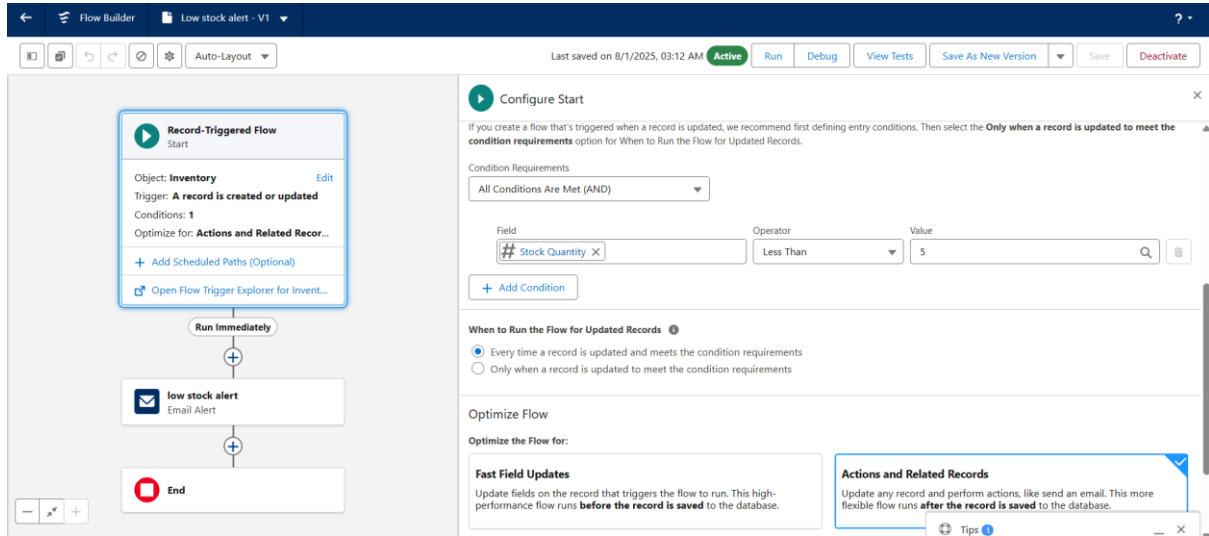 Flow Builder
Low stock alert - V1
?
Auto-Layout
Last saved on 8/1/2025, 03:12 AM
Active
Run
Debug
View Tests
Save As New Version
Save
Deactivate
Record-Triggered Flow
Start
Object: Inventory
Edit
Trigger: A record is created or updated
Conditions: 1
Optimize for: Actions and Related Recor...
+ Add Scheduled Paths (Optional)
Open Flow Trigger Explorer for Invent...
Run Immediately
low stock alert
Email Alert
End
Configure Start
If you create a flow that's triggered when a record is updated, we recommend first defining entry conditions. Then select the Only when a record is updated to meet the
condition requirements option for When to Run the Flow for Updated Records.
Condition Requirements
All Conditions Are Met (AND)
Field
Operator
Value
Stock Quantity
Less Than
5
+ Add Condition
When to Run the Flow for Updated Records
Every time a record is updated and meets the condition requirements
Only when a record is updated to meet the condition requirements
Optimize Flow
Optimize the Flow for:
Fast Field Updates
Update fields on the record that triggers the flow to run. This high-
performance flow runs before the record is saved to the database.
Actions and Related Records
Update any record and perform actions, like send an email. This more
flexible flow runs after the record is saved to the database.
Tips 1